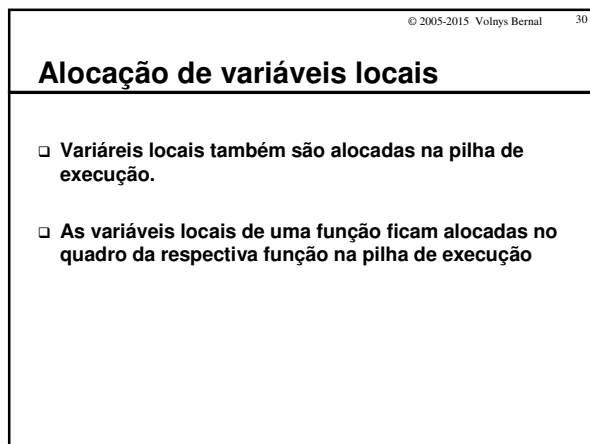 © 2005-2015 Volnys Bernal 30
Alocação de variáveis locais
❑ Variáreis locais também são alocadas na pilha de
execução.
❑ As variáveis locais de uma função ficam alocadas no
quadro da respectiva função na pilha de execução